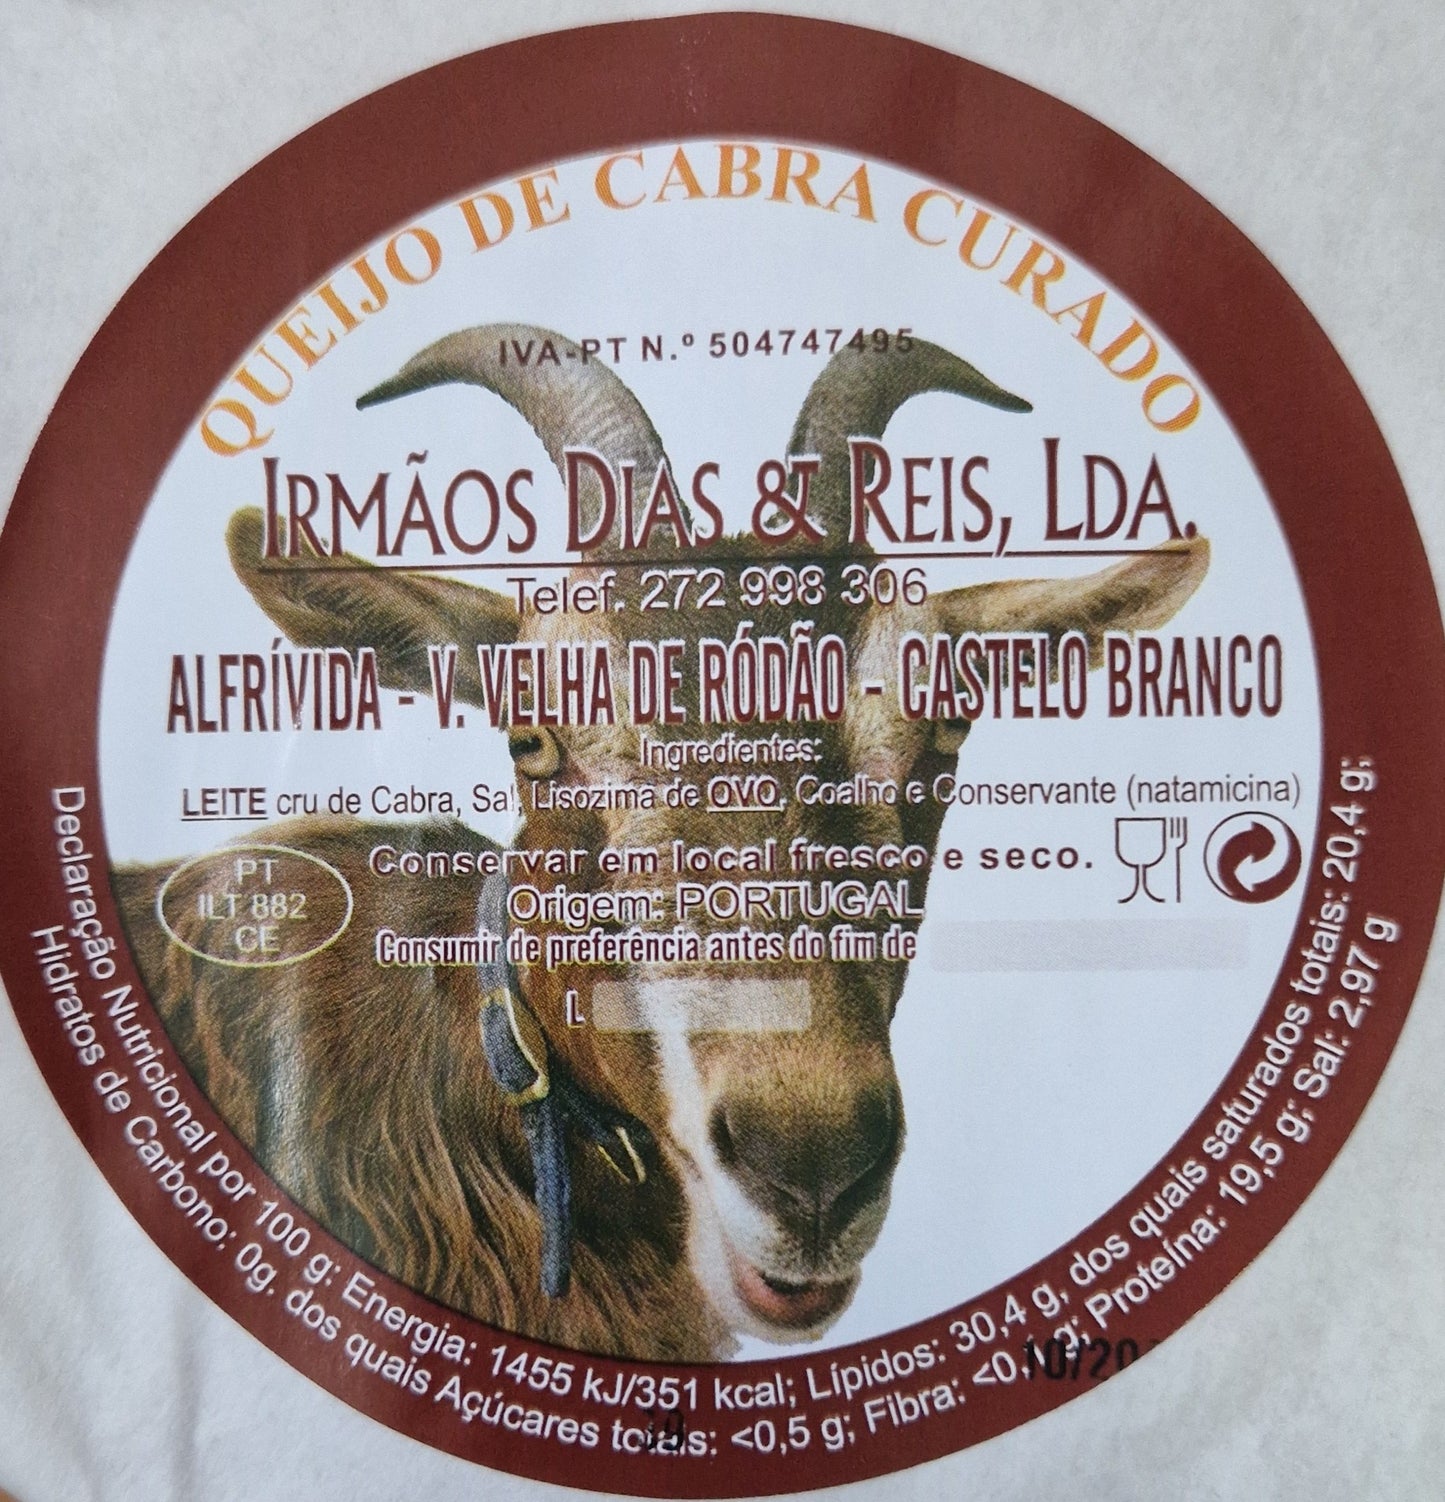 QUEIJO DE CABRA CURADO
IVA-PT N.º 504747495
IRMÃOS DIAS & REIS, LDA.
Telef. 272 998 306
ALFRÍVIDA - V. VELHA DE RÓDÃO - CASTELO BRANCO
Ingredientes:
LEITE cru de Cabra, Sal, Lisozima de OVO, Coalho e Conservante (natamicina)
Conservar em local fresco e seco.
PT
ILT 882
CE
Origem: PORTUGAL
Consumir de preferência antes do fim de
L
Declaração Nutricional por 100 g: Energia: 1455 kJ/351 kcal; Lípidos: 30,4 g, dos quais saturados totais: 20,4 g;
Hidratos de Carbono: 0g. dos quais Açúcares totais: <0,5 g; Fibra: <0,1 g; Proteína: 19,5 g; Sal: 2,97 g
10/20